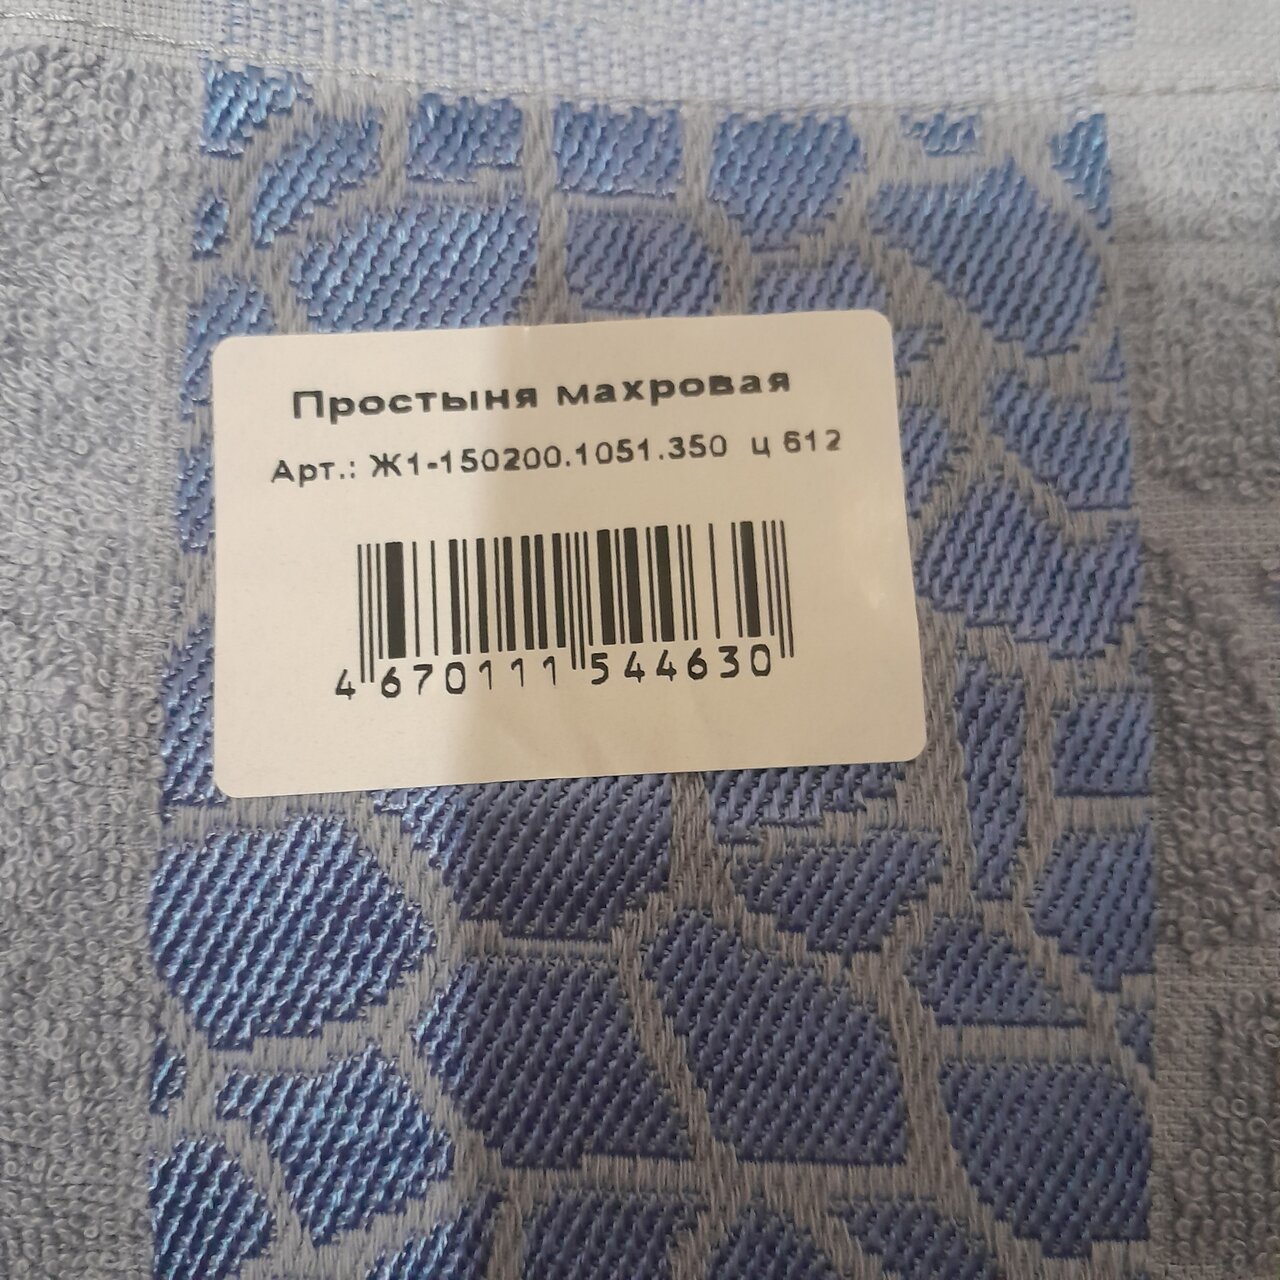 Простыня махровая
Арт.: Ж1-150200.1051.350 ц 612
4 670111 544630